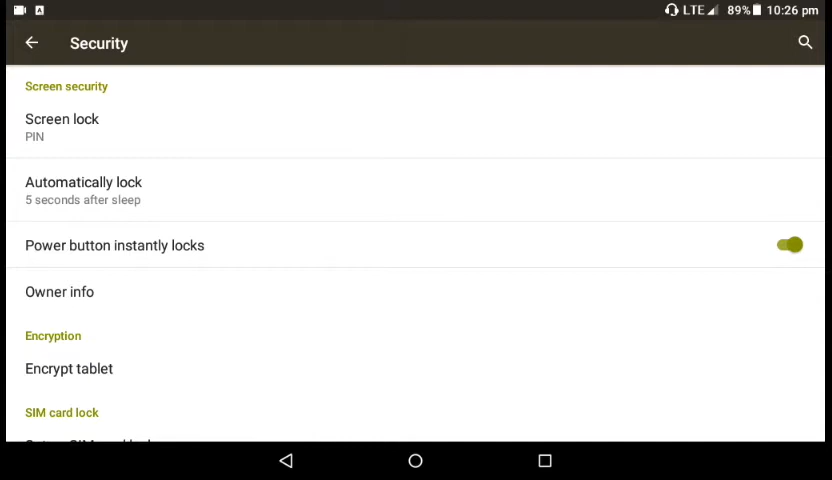 LTE 89% 10:26 pm
Security
Screen security
Screen lock
PIN
Automatically lock
5 seconds after sleep
Power button instantly locks
Owner info
Encryption
Encrypt tablet
SIM card lock